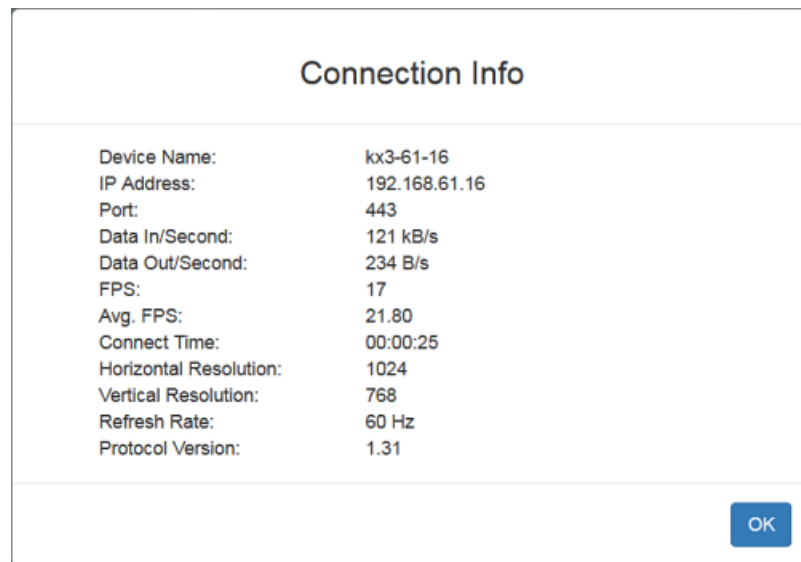 Connection Info
Device Name: kx3-61-16
IP Address: 192.168.61.16
Port: 443
Data In/Second: 121 kB/s
Data Out/Second: 234 B/s
FPS: 17
Avg. FPS: 21.80
Connect Time: 00:00:25
Horizontal Resolution: 1024
Vertical Resolution: 768
Refresh Rate: 60 Hz
Protocol Version: 1.31
OK